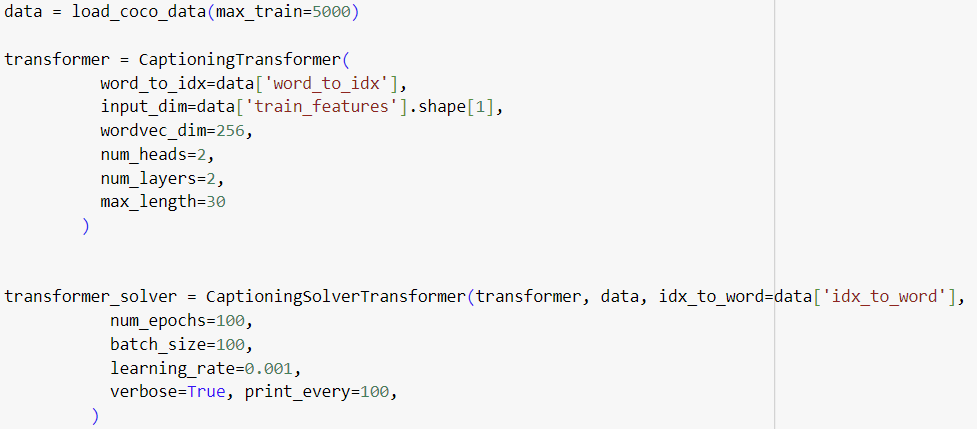 data = load_coco_data(max_train=5000)
transformer = CaptioningTransformer(
word_to_idx=data['word_to_idx'],
input_dim=data['train_features'].shape[1],
wordvec_dim=256,
num_heads=2,
num_layers=2,
max_length=30
)
transformer_solver = CaptioningSolverTransformer(transformer, data, idx_to_word=data['idx_to_word'],
num_epochs=100,
batch_size=100,
learning_rate=0.001,
verbose=True, print_every=100,
)